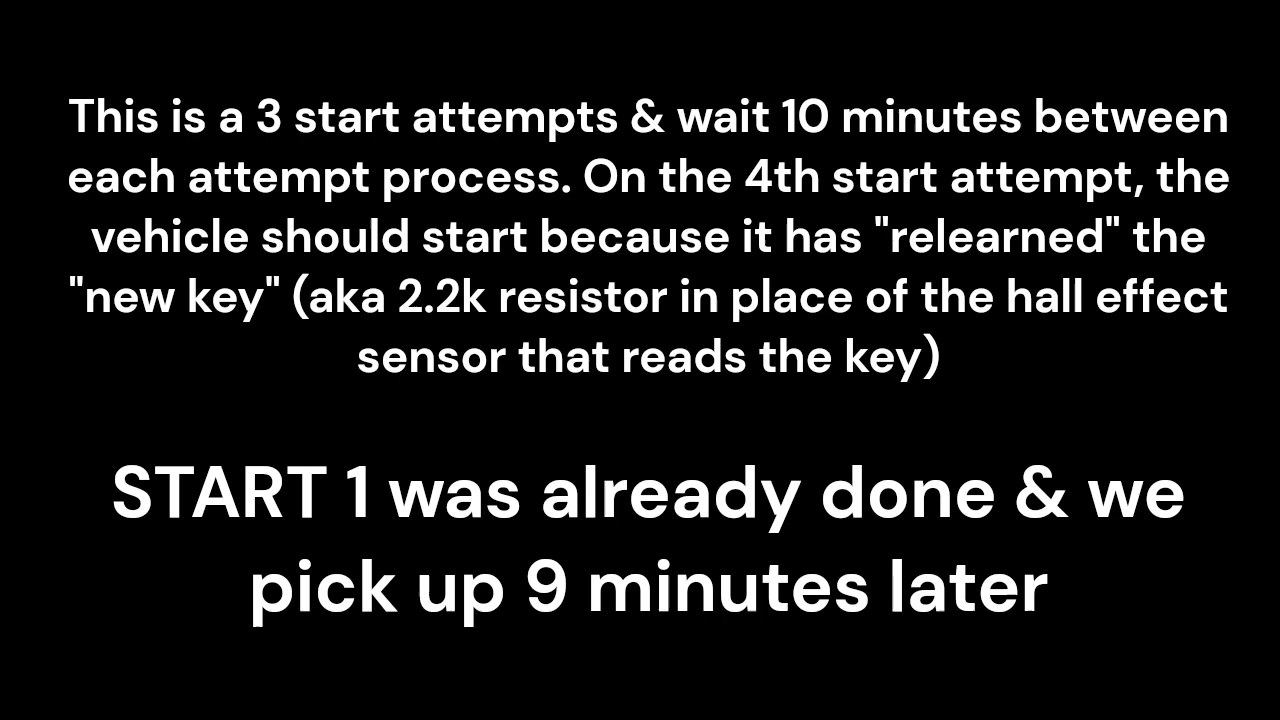 This is a 3 start attempts & wait 10 minutes between
each attempt process. On the 4th start attempt, the
vehicle should start because it has "relearned" the
"new key" (aka 2.2k resistor in place of the hall effect
sensor that reads the key)
START 1 was already done & we
pick up 9 minutes later